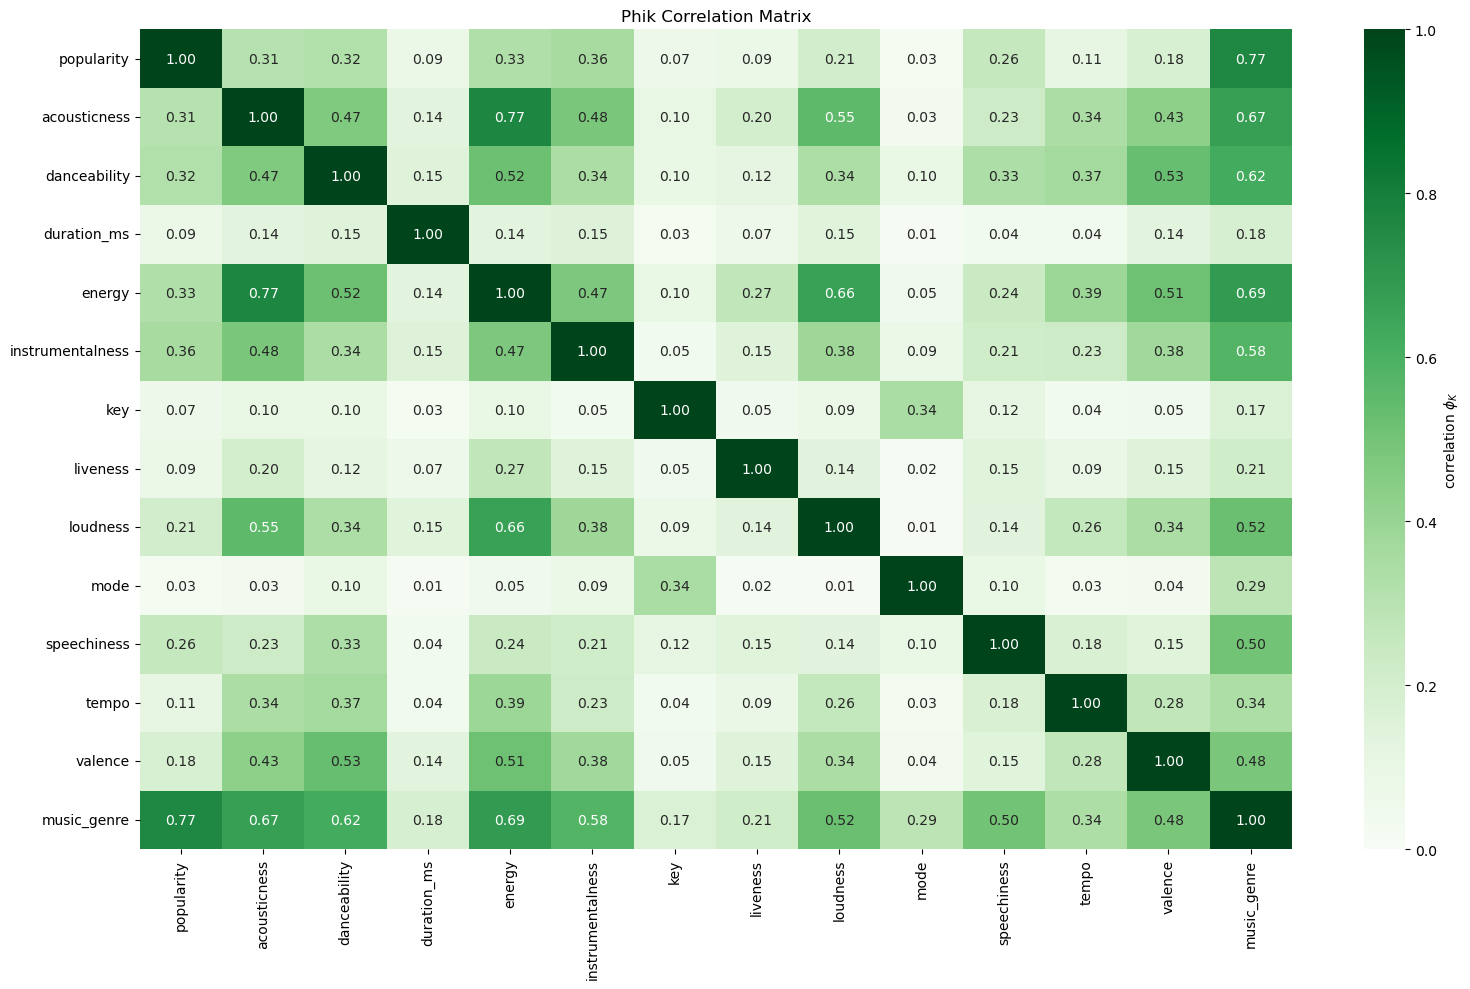 Phik Correlation Matrix
popularity 1.00 0.31 0.32 0.09 0.33 0.36 0.07 0.09 0.21 0.03 0.26 0.11 0.18 0.77
acousticness 0.31 1.00 0.47 0.14 0.77 0.48 0.10 0.20 0.55 0.03 0.23 0.34 0.43 0.67
danceability 0.32 0.47 1.00 0.15 0.52 0.34 0.10 0.12 0.34 0.10 0.33 0.37 0.53 0.62
duration_ms 0.09 0.14 0.15 1.00 0.14 0.15 0.03 0.07 0.15 0.01 0.04 0.04 0.14 0.18
energy 0.33 0.77 0.52 0.14 1.00 0.47 0.10 0.27 0.66 0.05 0.24 0.39 0.51 0.69
instrumentalness 0.36 0.48 0.34 0.15 0.47 1.00 0.05 0.15 0.38 0.09 0.21 0.23 0.38 0.58
key 0.07 0.10 0.10 0.03 0.10 0.05 1.00 0.05 0.09 0.34 0.12 0.04 0.05 0.17
liveness 0.09 0.20 0.12 0.07 0.27 0.15 0.05 1.00 0.14 0.02 0.15 0.09 0.15 0.21
loudness 0.21 0.55 0.34 0.15 0.66 0.38 0.09 0.14 1.00 0.01 0.14 0.26 0.34 0.52
mode 0.03 0.03 0.10 0.01 0.05 0.09 0.34 0.02 0.01 1.00 0.10 0.03 0.04 0.29
speechiness 0.26 0.23 0.33 0.04 0.24 0.21 0.12 0.15 0.14 0.10 1.00 0.18 0.15 0.50
tempo 0.11 0.34 0.37 0.04 0.39 0.23 0.04 0.09 0.26 0.03 0.18 1.00 0.28 0.34
valence 0.18 0.43 0.53 0.14 0.51 0.38 0.05 0.15 0.34 0.04 0.15 0.28 1.00 0.48
music_genre 0.77 0.67 0.62 0.18 0.69 0.58 0.17 0.21 0.52 0.29 0.50 0.34 0.48 1.00
popularity
acousticness
danceability
duration_ms
energy
instrumentalness
key
liveness
loudness
mode
speechiness
tempo
valence
music_genre
1.0
0.8
0.6
0.4
0.2
0.0
correlation ϕK